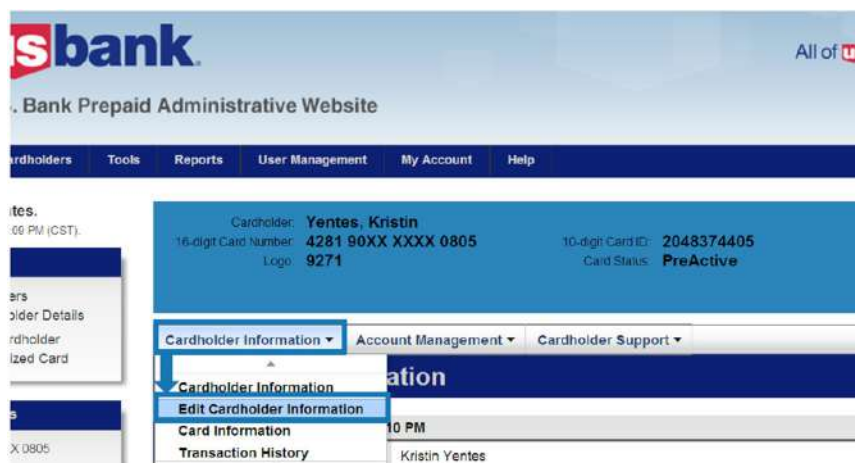 usbank.
All of
. Bank Prepaid Administrative Website
ardholders Tools Reports User Management My Account Help
tes.
:09 PM (CST).
Cardholder: Yentes, Kristin
16-digit Card Number: 4281 90XX XXXX 0805
10-digit Card ID: 2048374405
Logo: 9271
Card Status: PreActive
ers
older Details
rdholder
ized Card
Cardholder Information Account Management Cardholder Support
Cardholder Information
ation
Edit Cardholder Information
10 PM
Card Information
Transaction History
Kristin Yentes
s
X 0805